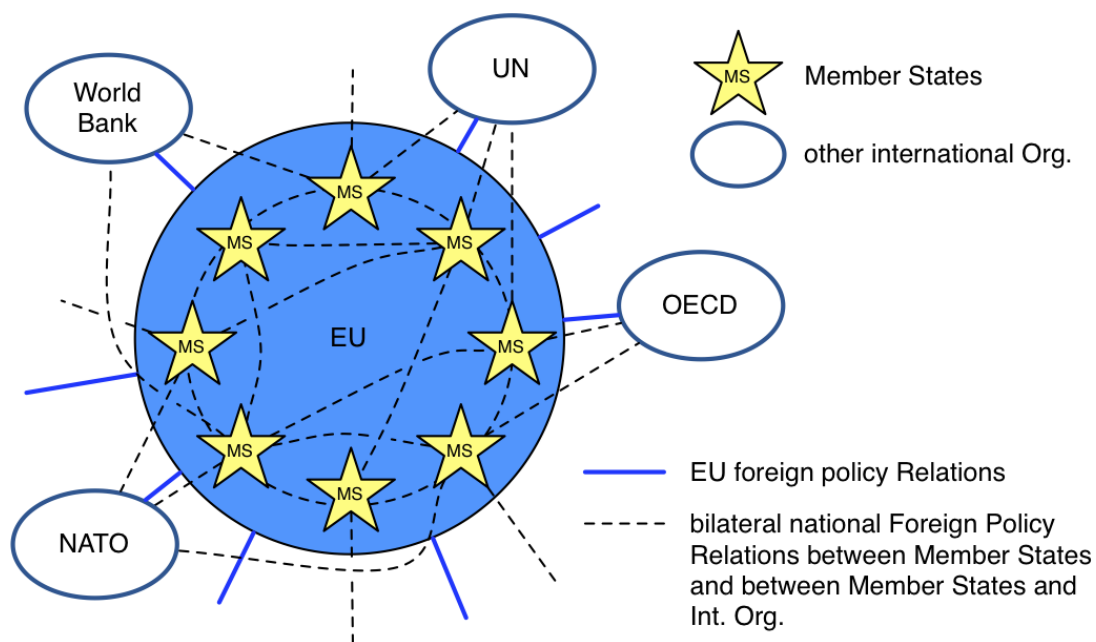 World
Bank
UN
MS
Member States
other international Org.
MS
MS
MS
MS
EU
MS
OECD
MS
MS
MS
NATO
EU foreign policy Relations
bilateral national Foreign Policy
Relations between Member States
and between Member States and
Int. Org.